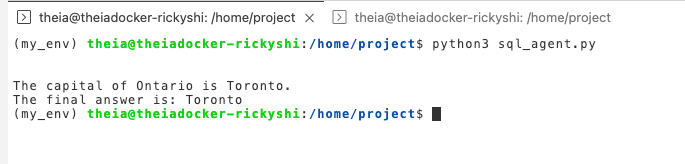 theia@theiadocker-rickyshi: /home/project × theia@theiadocker-rickyshi: /home/project
(my_env) theia@theiadocker-rickyshi:/home/project$ python3 sql_agent.py
The capital of Ontario is Toronto.
The final answer is: Toronto
(my_env) theia@theiadocker-rickyshi:/home/project$